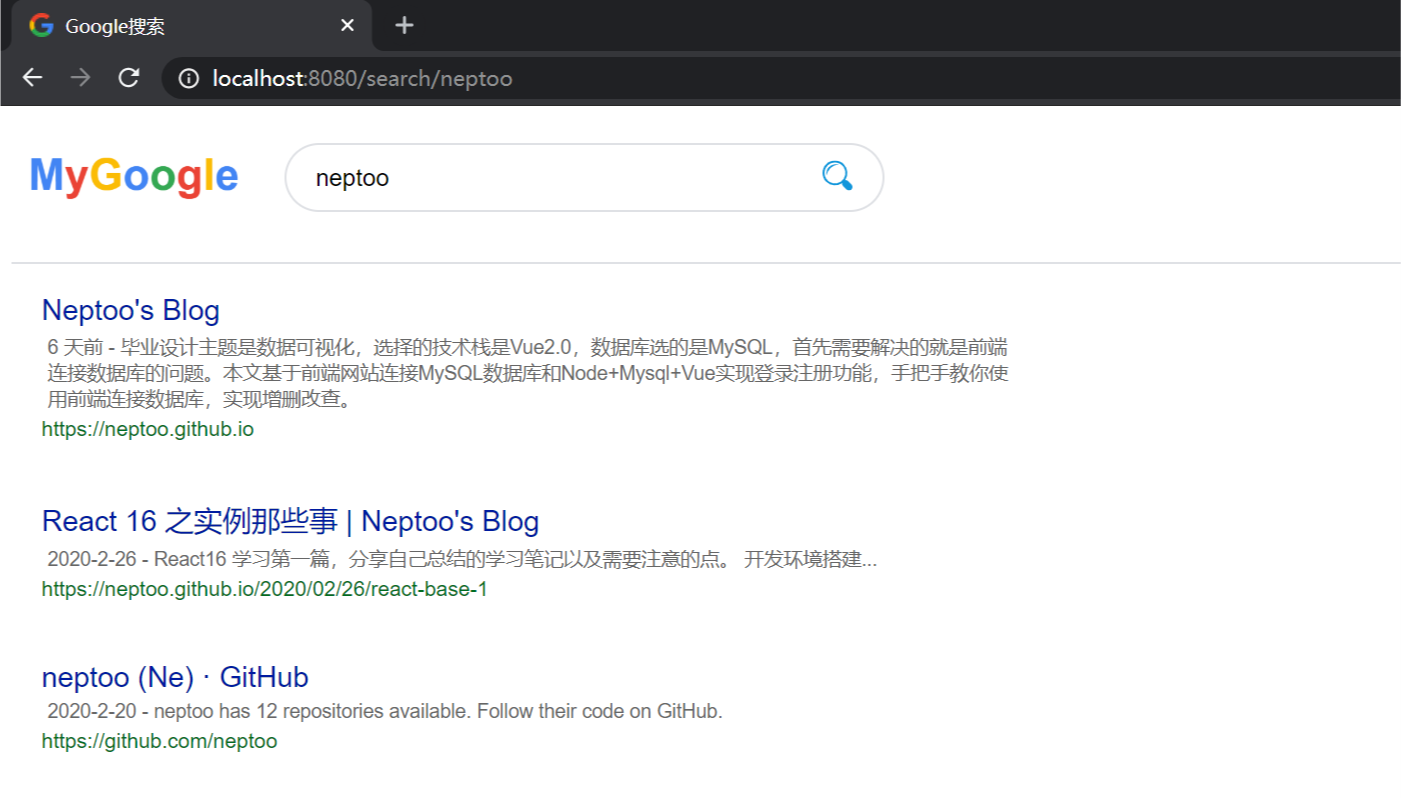 Google搜索
localhost:8080/search/neptoo
MyGoogle
neptoo
Neptoo's Blog
6 天前 - 毕业设计主题是数据可视化，选择的技术栈是Vue2.0，数据库选的是MySQL，首先需要解决的就是前端
连接数据库的问题。本文基于前端网站连接MySQL数据库和Node+Mysql+Vue实现登录注册功能，手把手教你使
用前端连接数据库，实现增删改查。
https://neptoo.github.io
React 16 之实例那些事 | Neptoo's Blog
2020-2-26 - React16 学习第一篇，分享自己总结的学习笔记以及需要注意的点。 开发环境搭建...
https://neptoo.github.io/2020/02/26/react-base-1
neptoo (Ne) · GitHub
2020-2-20 - neptoo has 12 repositories available. Follow their code on GitHub.
https://github.com/neptoo